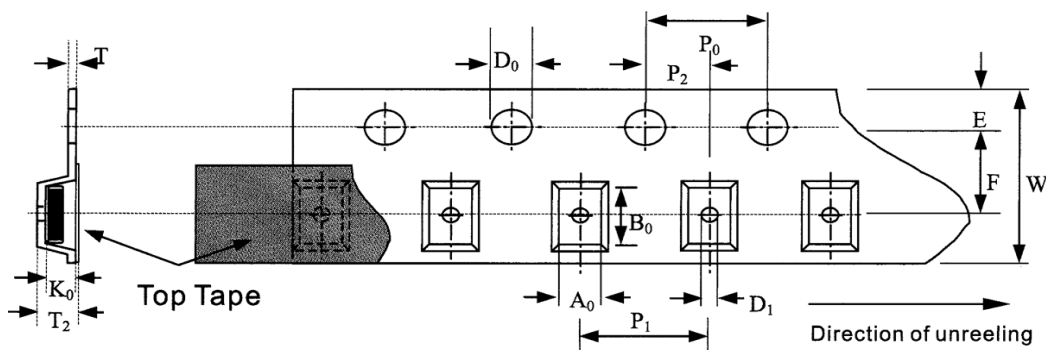 T
D₀
P₀
P₂
E
F
W
B₀
K₀
Top Tape
A₀
D₁
T₂
P₁
Direction of unreeling